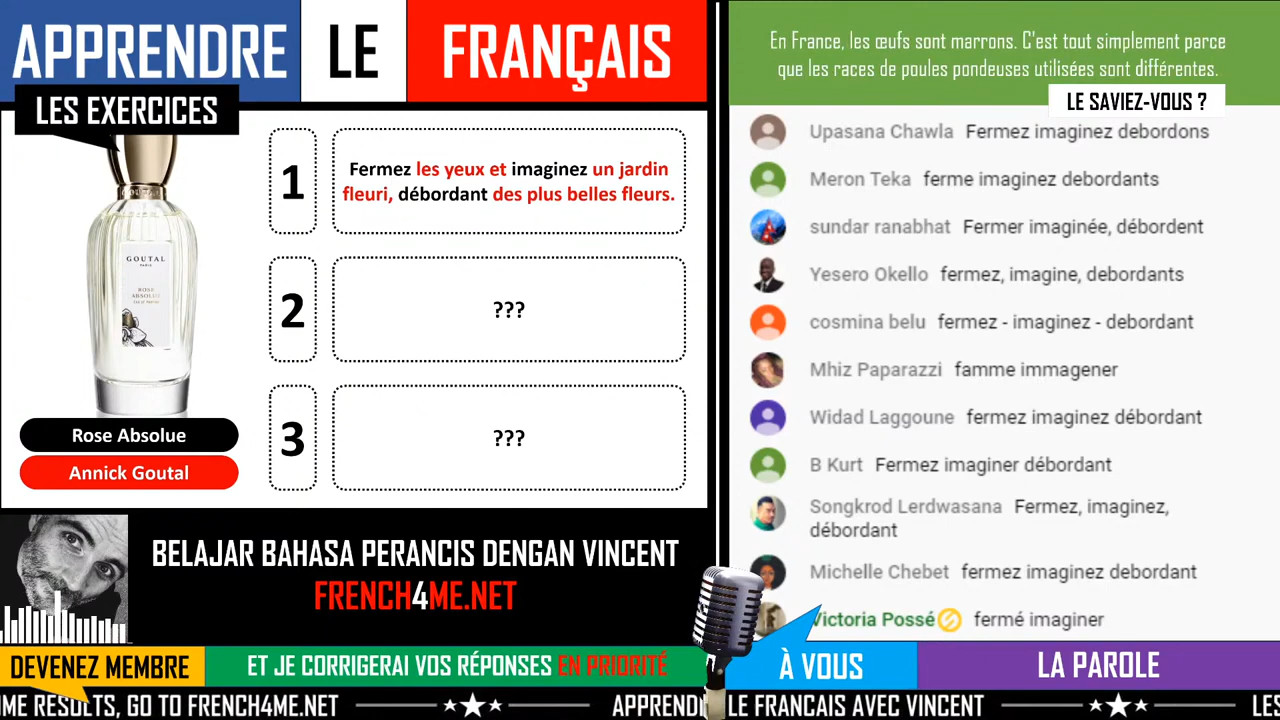 APPRENDRE LE FRANÇAIS
LES EXERCICES
GOUTAL
PARIS
ROSE
ABSOLUE
EAU DE PARFUM
Rose Absolue
Annick Goutal
1
Fermez les yeux et imaginez un jardin
fleuri, débordant des plus belles fleurs.
2
???
3
???
BELAJAR BAHASA PERANCIS DENGAN VINCENT
FRENCH4ME.NET
DEVENEZ MEMBRE
ET JE CORRIGERAI VOS RÉPONSES EN PRIORITÉ
En France, les œufs sont marrons. C'est tout simplement parce
que les races de poules pondeuses utilisées sont différentes.
LE SAVIEZ-VOUS ?
Upasana Chawla Fermez imaginez debordons
Meron Teka ferme imaginez debordants
sundar ranabhat Fermer imaginée, débordent
Yesero Okello fermez, imagine, debordants
cosmina belu fermez - imaginez - debordant
Mhiz Paparazzi famme immagener
Widad Laggoune fermez imaginez débordant
B Kurt Fermez imaginer débordant
Songkrod Lerdwasana Fermez, imaginez,
débordant
Michelle Chebet fermez imaginez debordant
Victoria Possé fermé imaginer
À VOUS
LA PAROLE
IME RESULTS, GO TO FRENCH4ME.NET APPRENDRE LE FRANCAIS AVEC VINCENT LES